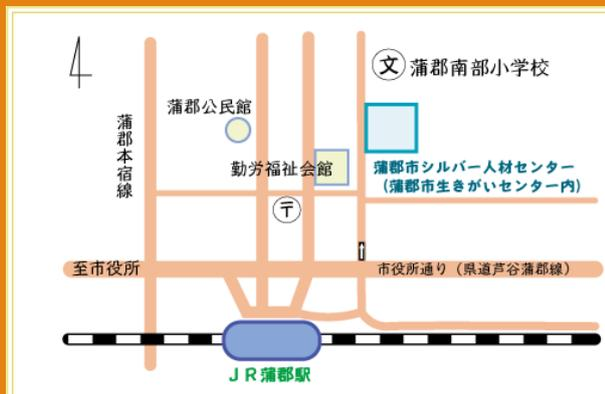 文 蒲郡南部小学校
蒲郡公民館
蒲郡本宿線
勤労福祉会館
蒲郡市シルバー人材センター
(蒲郡市生きがいセンター内)
〒
至市役所
市役所通り(県道芦谷蒲郡線)
JR蒲郡駅